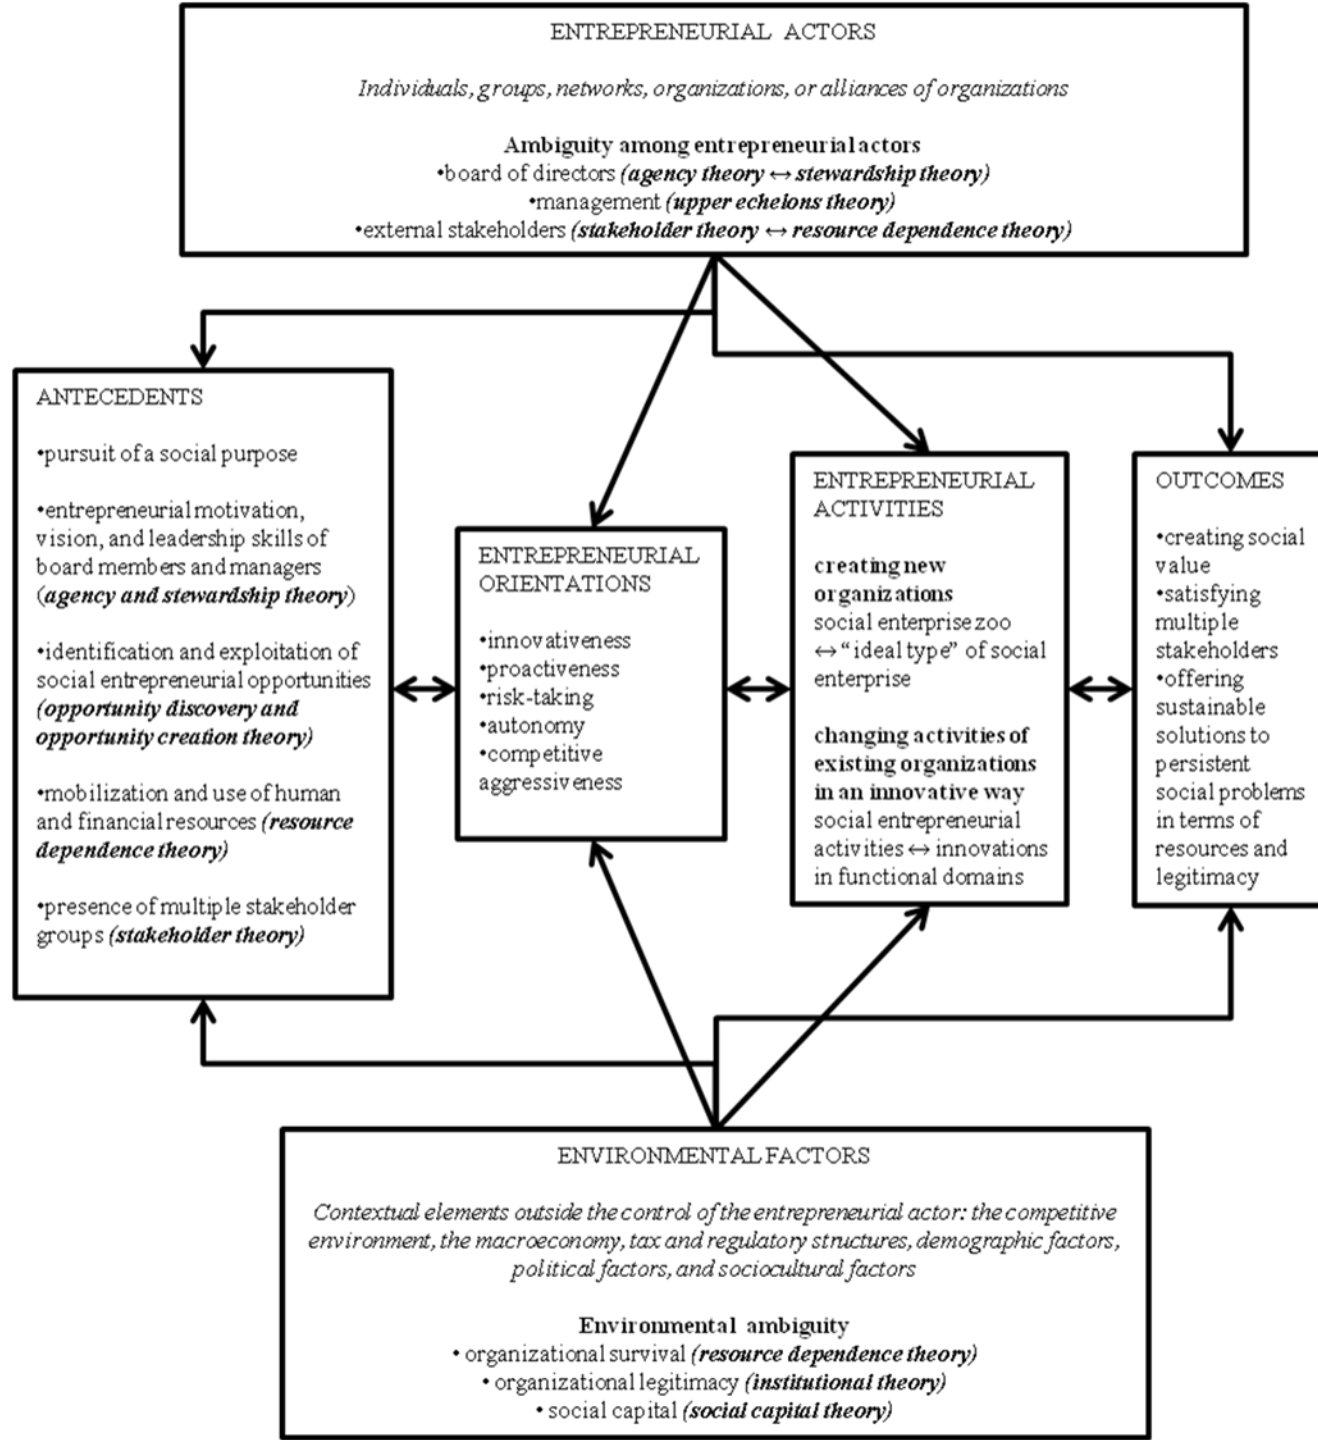 ENTREPRENEURIAL ACTORS
Individuals, groups, networks, organizations, or alliances of organizations
Ambiguity among entrepreneurial actors
•board of directors (agency theory ↔ stewardship theory)
•management (upper echelons theory)
•external stakeholders (stakeholder theory ↔ resource dependence theory)
ANTECEDENTS
•pursuit of a social purpose
•entrepreneurial motivation,
vision, and leadership skills of
board members and managers
(agency and stewardship theory)
•identification and exploitation of
social entrepreneurial opportunities
(opportunity discovery and
opportunity creation theory)
•mobilization and use of human
and financial resources (resource
dependence theory)
•presence of multiple stakeholder
groups (stakeholder theory)
ENTREPRENEURIAL
ORIENTATIONS
•innovativeness
•proactiveness
•risk-taking
•autonomy
•competitive
aggressiveness
ENTREPRENEURIAL
ACTIVITIES
creating new
organizations
social enterprise zoo
↔ “ideal type” of social
enterprise
changing activities of
existing organizations
in an innovative way
social entrepreneurial
activities ↔ innovations
in functional domains
OUTCOMES
•creating social
value
•satisfying
multiple
stakeholders
•offering
sustainable
solutions to
persistent
social problems
in terms of
resources and
legitimacy
ENVIRONMENTAL FACTORS
Contextual elements outside the control of the entrepreneurial actor: the competitive
environment, the macroeconomy, tax and regulatory structures, demographic factors,
political factors, and sociocultural factors
Environmental ambiguity
• organizational survival (resource dependence theory)
• organizational legitimacy (institutional theory)
• social capital (social capital theory)